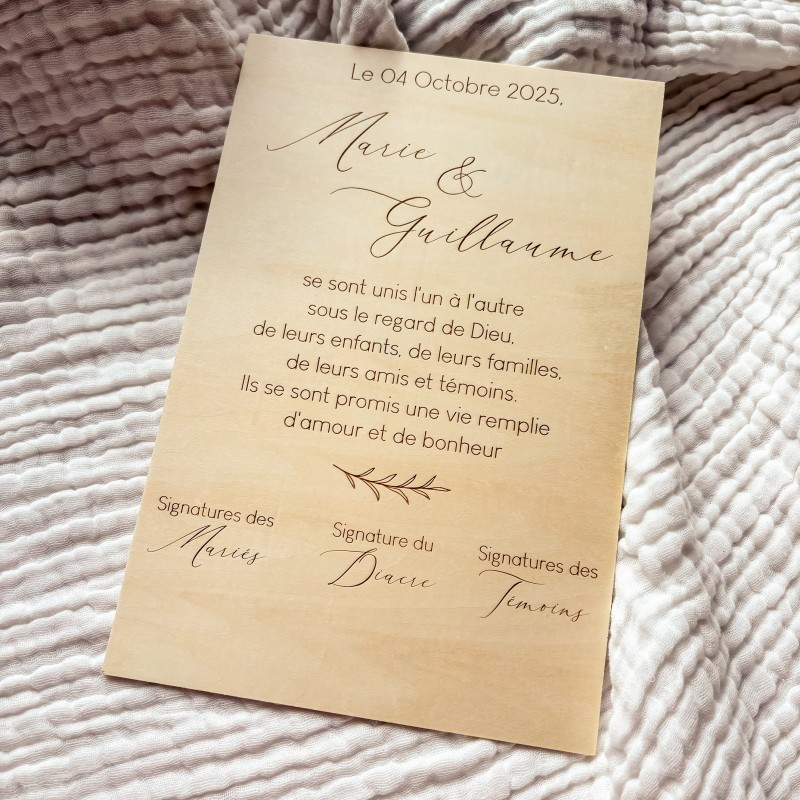 Le 04 Octobre 2025,
Marie &
Guillaume
se sont unis l'un à l'autre
sous le regard de Dieu,
de leurs enfants, de leurs familles,
de leurs amis et témoins.
Ils se sont promis une vie remplie
d'amour et de bonheur
Signatures des
Mariés
Signature du
Diacre
Signatures des
Témoins